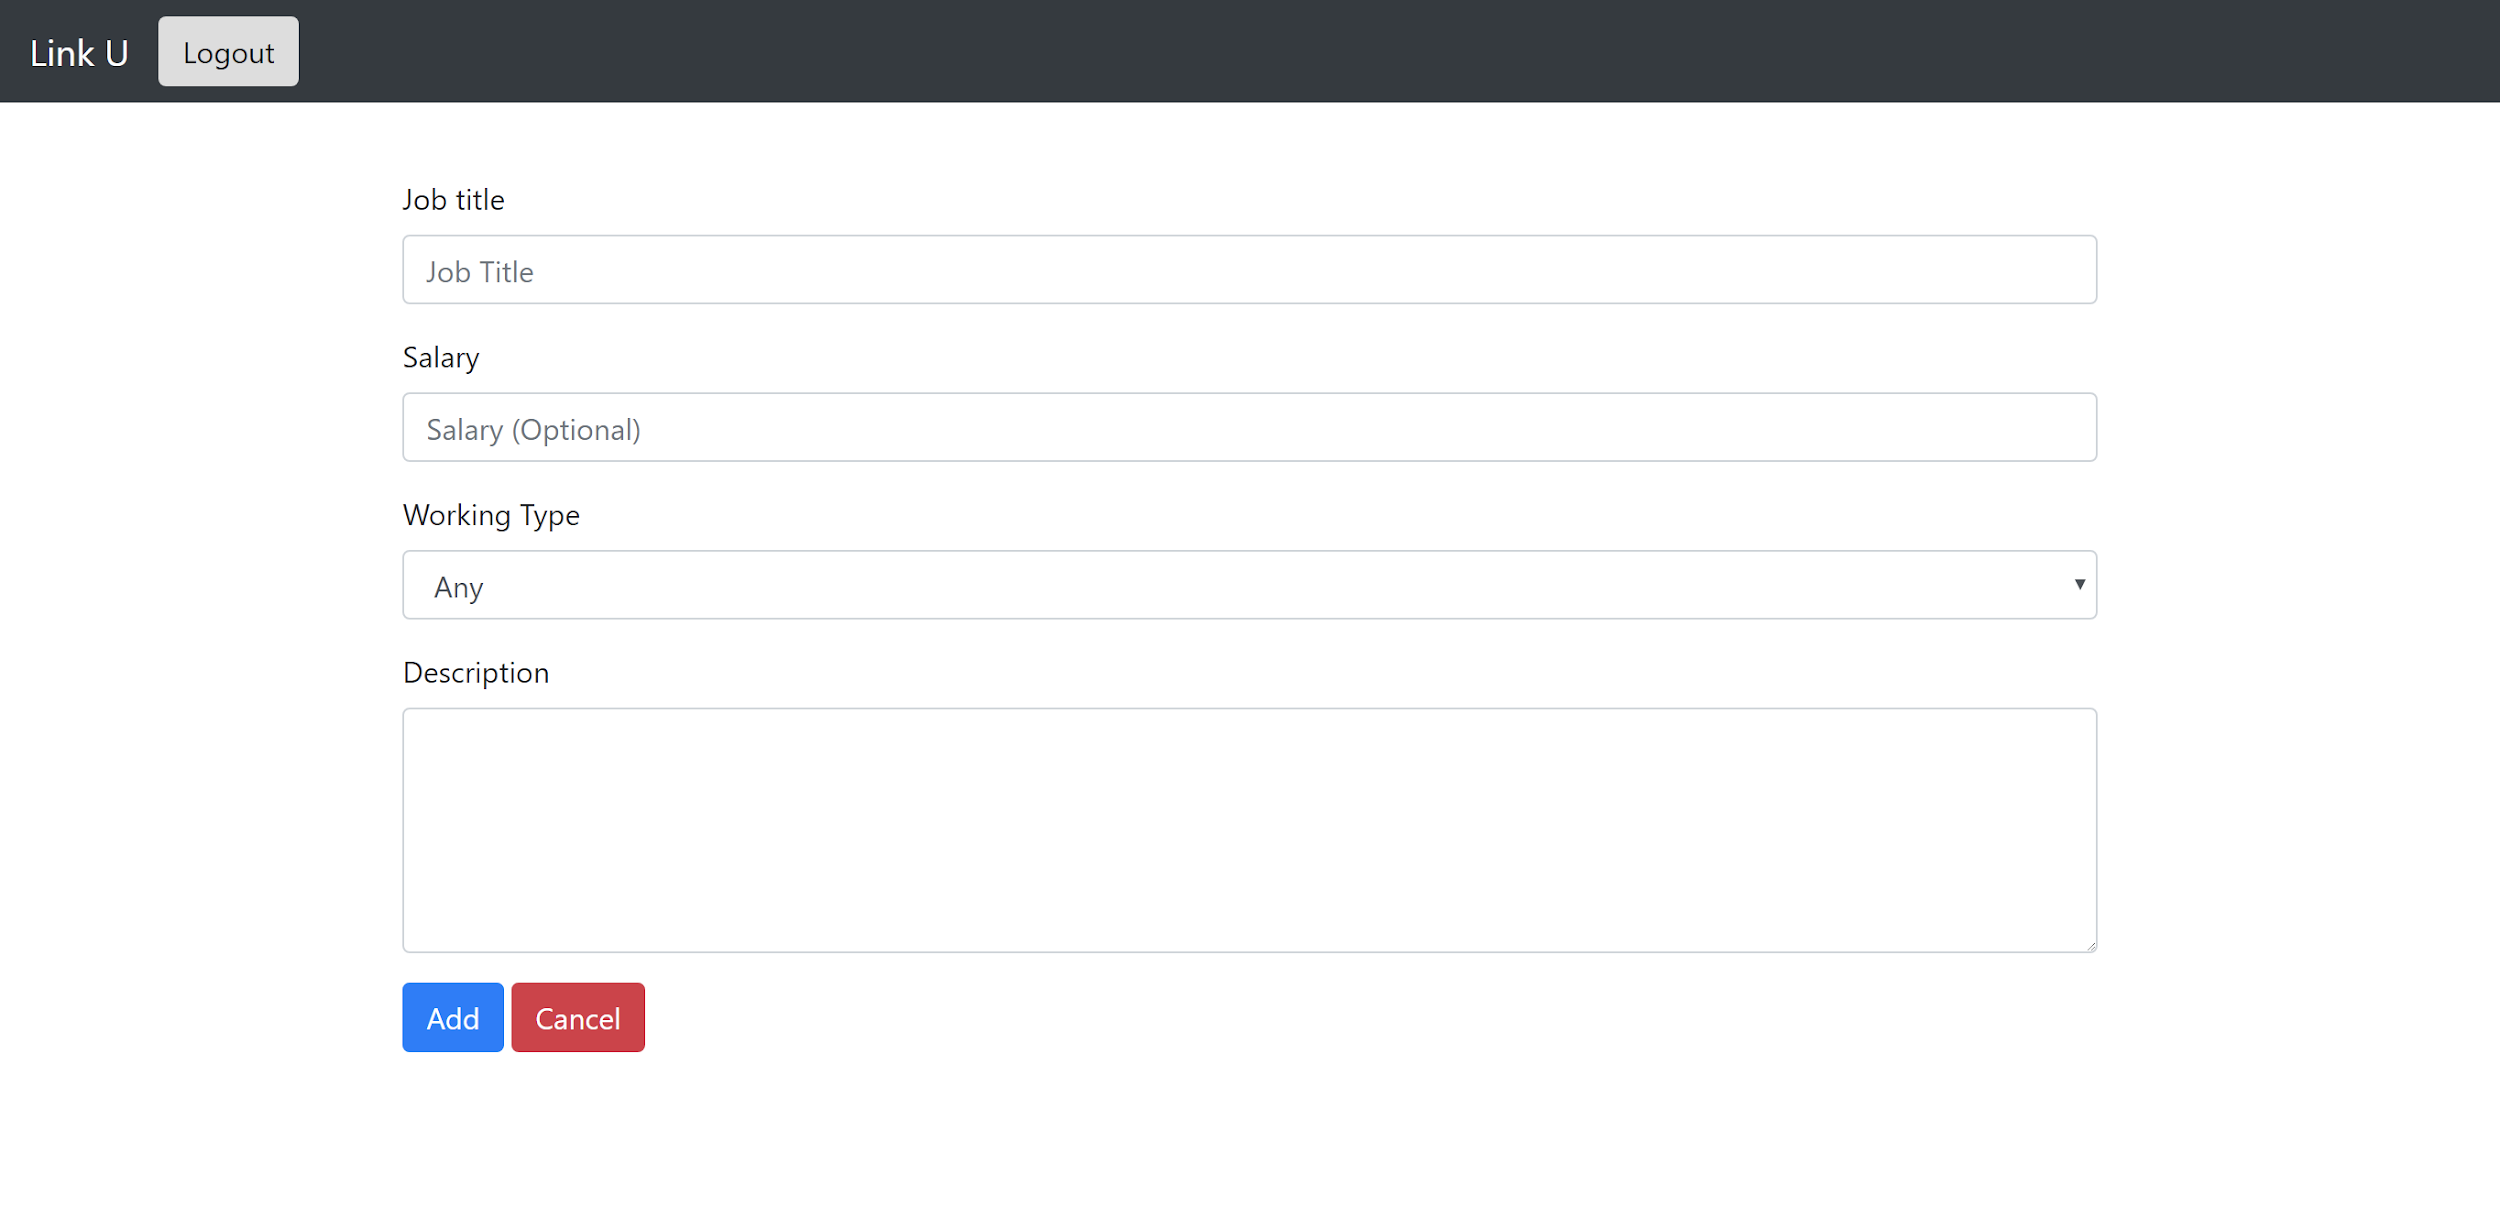 Link U Logout
Job title
Job Title
Salary
Salary (Optional)
Working Type
Any
Description
Add Cancel